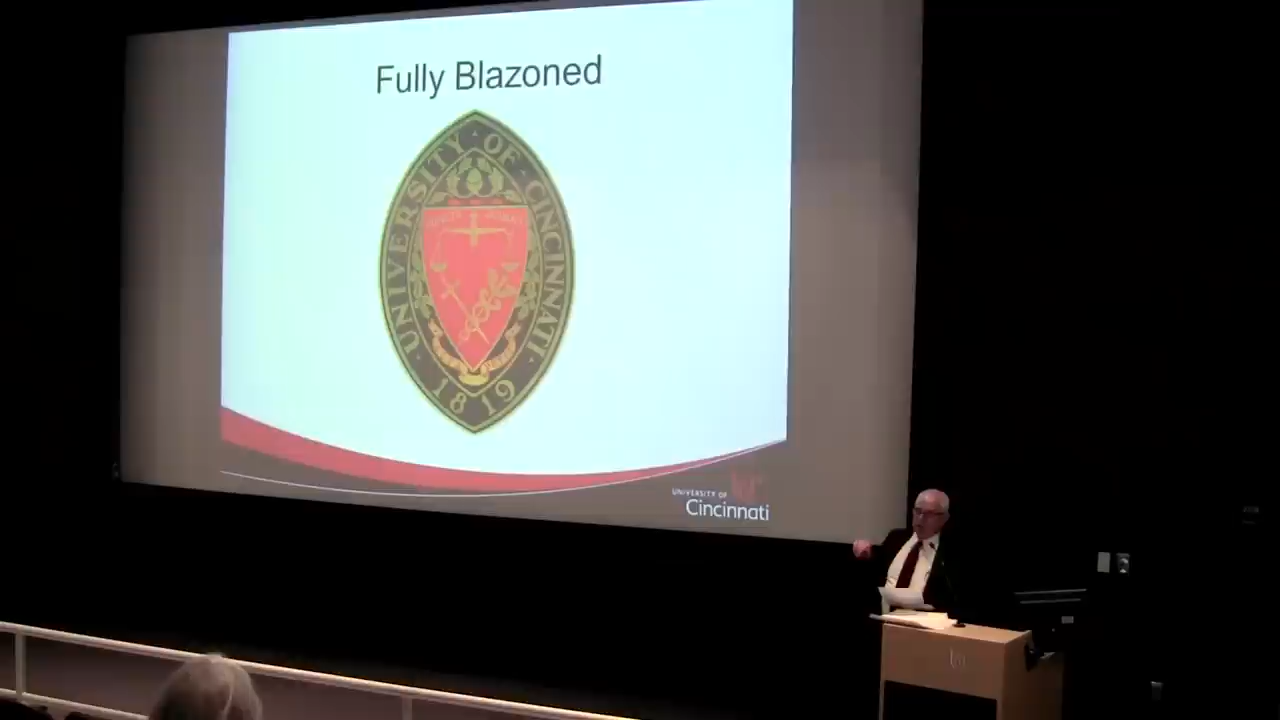 Fully Blazoned
UNIVERSITY · OF · CINCINNATI
1819
UNIVERSITY OF
Cincinnati